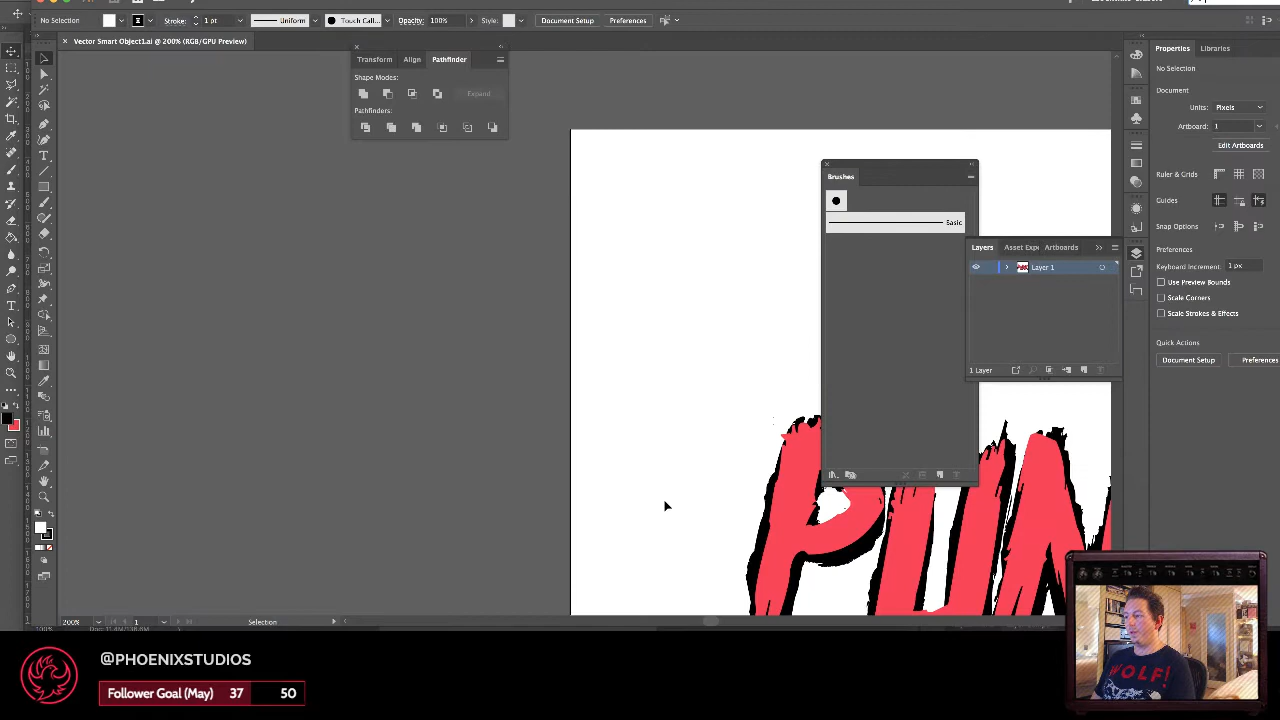 No Selection
Stroke:
1 pt
Uniform
Touch Call...
Opacity:
100%
Style:
Document Setup
Preferences
Vector Smart Object1.ai @ 200% (RGB/GPU Preview)
Transform
Align
Pathfinder
Shape Modes:
Expand
Pathfinders:
Brushes
Basic
Layers
Asset Exp
Artboards
Layer 1
1 Layer
Properties
Libraries
No Selection
Document
Units:
Pixels
Artboard:
1
Edit Artboards
Ruler & Grids
Guides
Snap Options
Preferences
Keyboard Increment:
1 px
Use Preview Bounds
Scale Corners
Scale Strokes & Effects
Quick Actions
Document Setup
Preferences
200%
1
Selection
@PHOENIXSTUDIOS
Follower Goal (May)
37
50
WOLF!